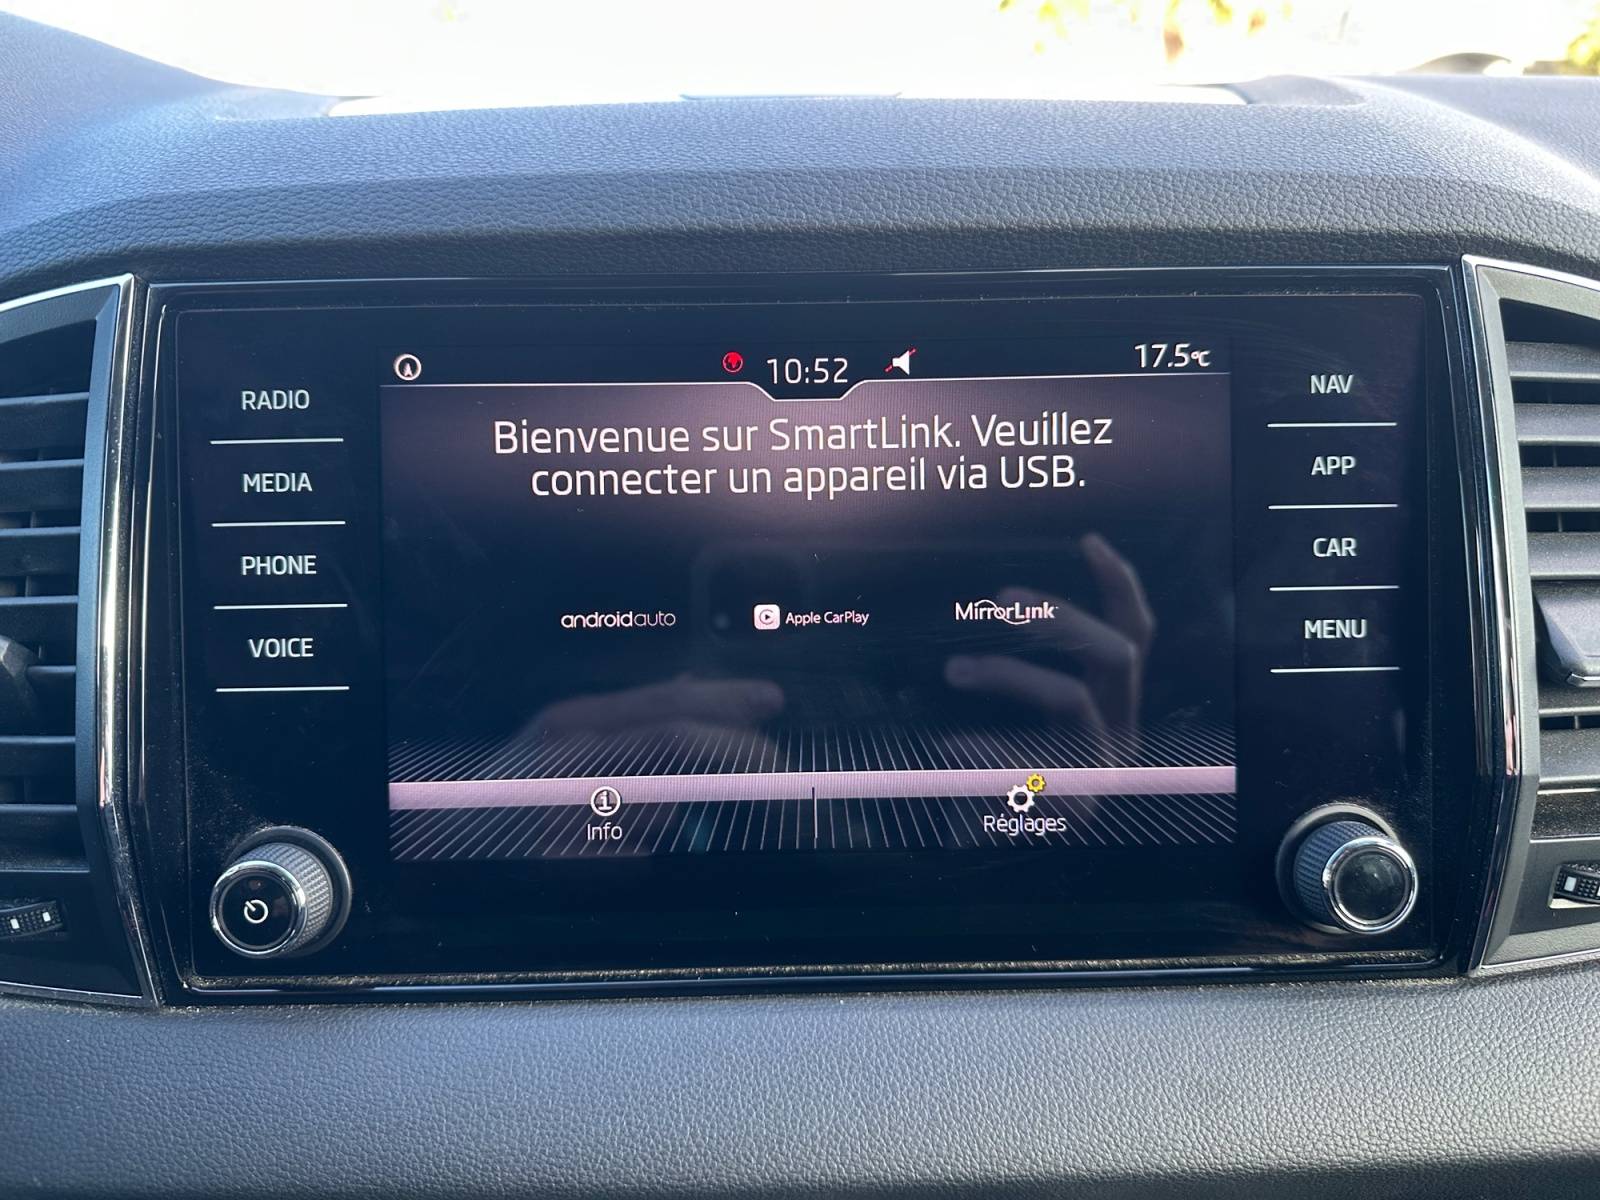 10:52
17.5°C
RADIO
MEDIA
PHONE
VOICE
Bienvenue sur SmartLink. Veuillez
connecter un appareil via USB.
androidauto
Apple CarPlay
MirrorLink
Info
Réglages
NAV
APP
CAR
MENU